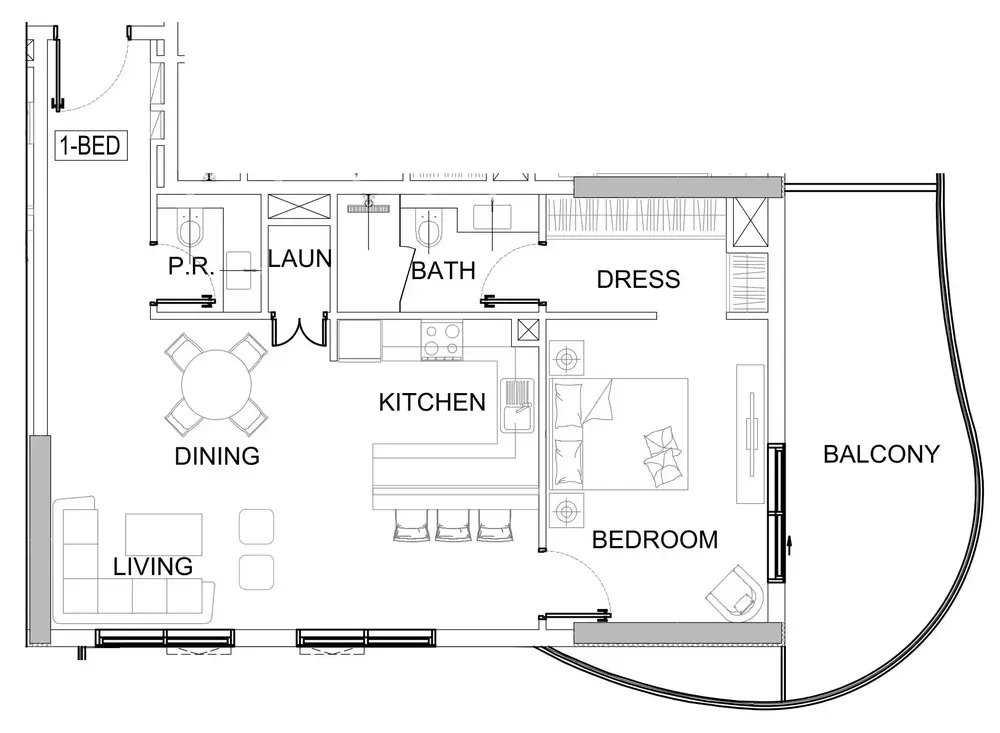 1-BED
P.R.
LAUN
BATH
DRESS
KITCHEN
DINING
BALCONY
BEDROOM
LIVING